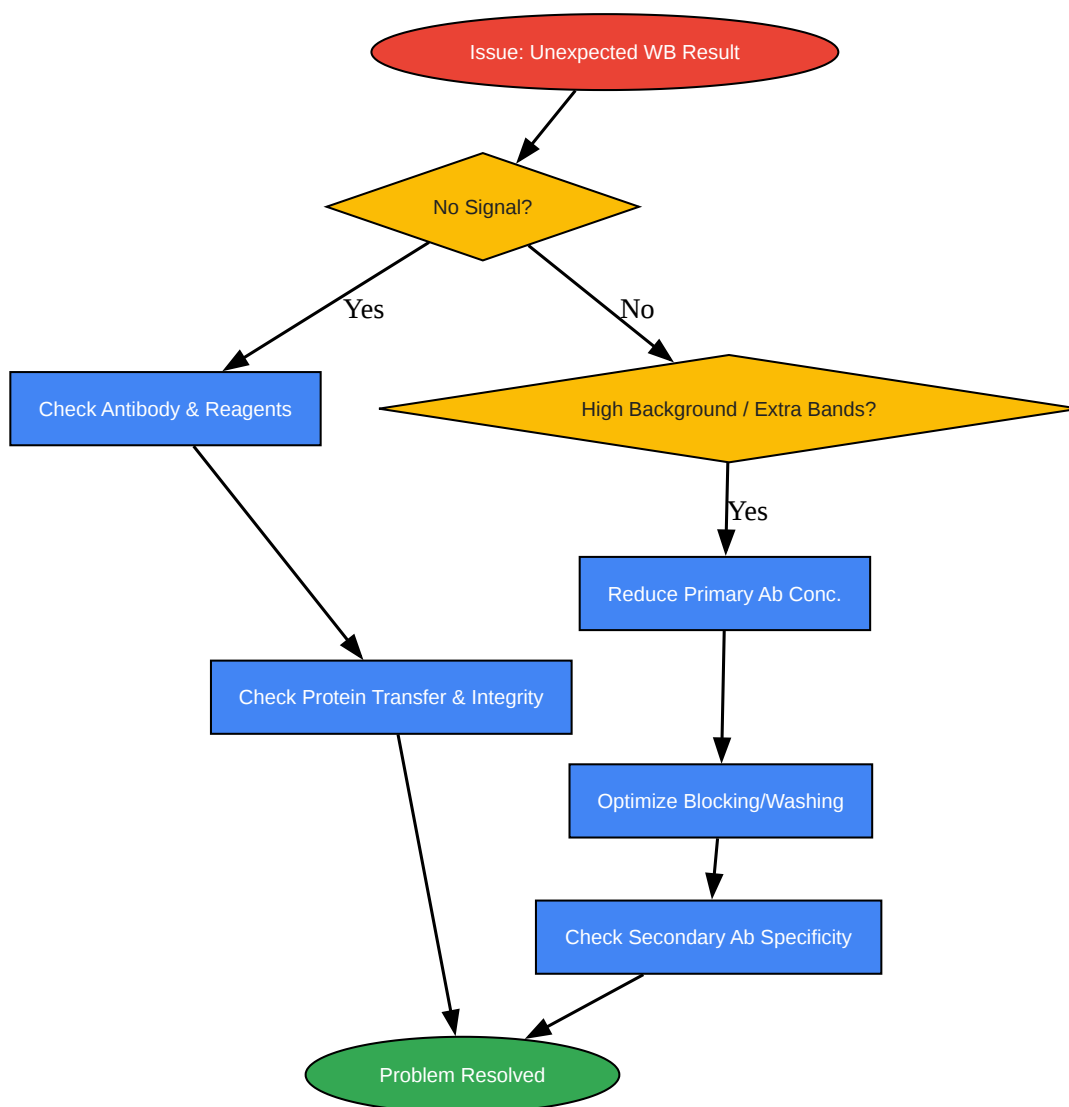 Issue: Unexpected WB Result
No Signal?
Yes
No
Check Antibody & Reagents
High Background / Extra Bands?
Yes
Reduce Primary Ab Conc.
Check Protein Transfer & Integrity
Optimize Blocking/Washing
Check Secondary Ab Specificity
Problem Resolved